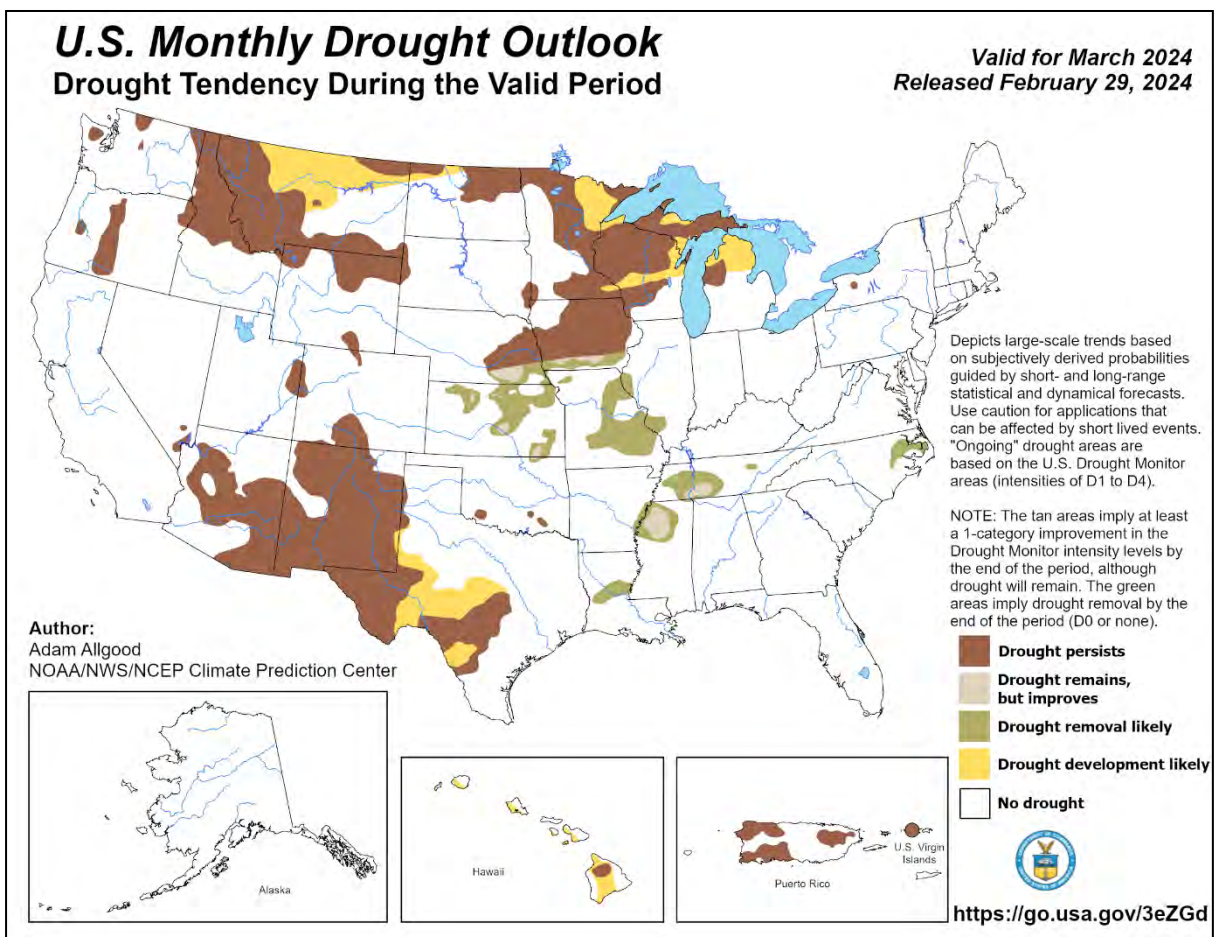 U.S. Monthly Drought Outlook
Drought Tendency During the Valid Period
Valid for March 2024
Released February 29, 2024
Depicts large-scale trends based
on subjectively derived probabilities
guided by short- and long-range
statistical and dynamical forecasts.
Use caution for applications that
can be affected by short lived events.
"Ongoing" drought areas are
based on the U.S. Drought Monitor
areas (intensities of D1 to D4).
NOTE: The tan areas imply at least
a 1-category improvement in the
Drought Monitor intensity levels by
the end of the period, although
drought will remain. The green
areas imply drought removal by the
end of the period (D0 or none).
Author:
Adam Allgood
NOAA/NWS/NCEP Climate Prediction Center
Drought persists
Drought remains,
but improves
Drought removal likely
Drought development likely
No drought
Alaska
Hawaii
Puerto Rico
U.S. Virgin
Islands
https://go.usa.gov/3eZGd